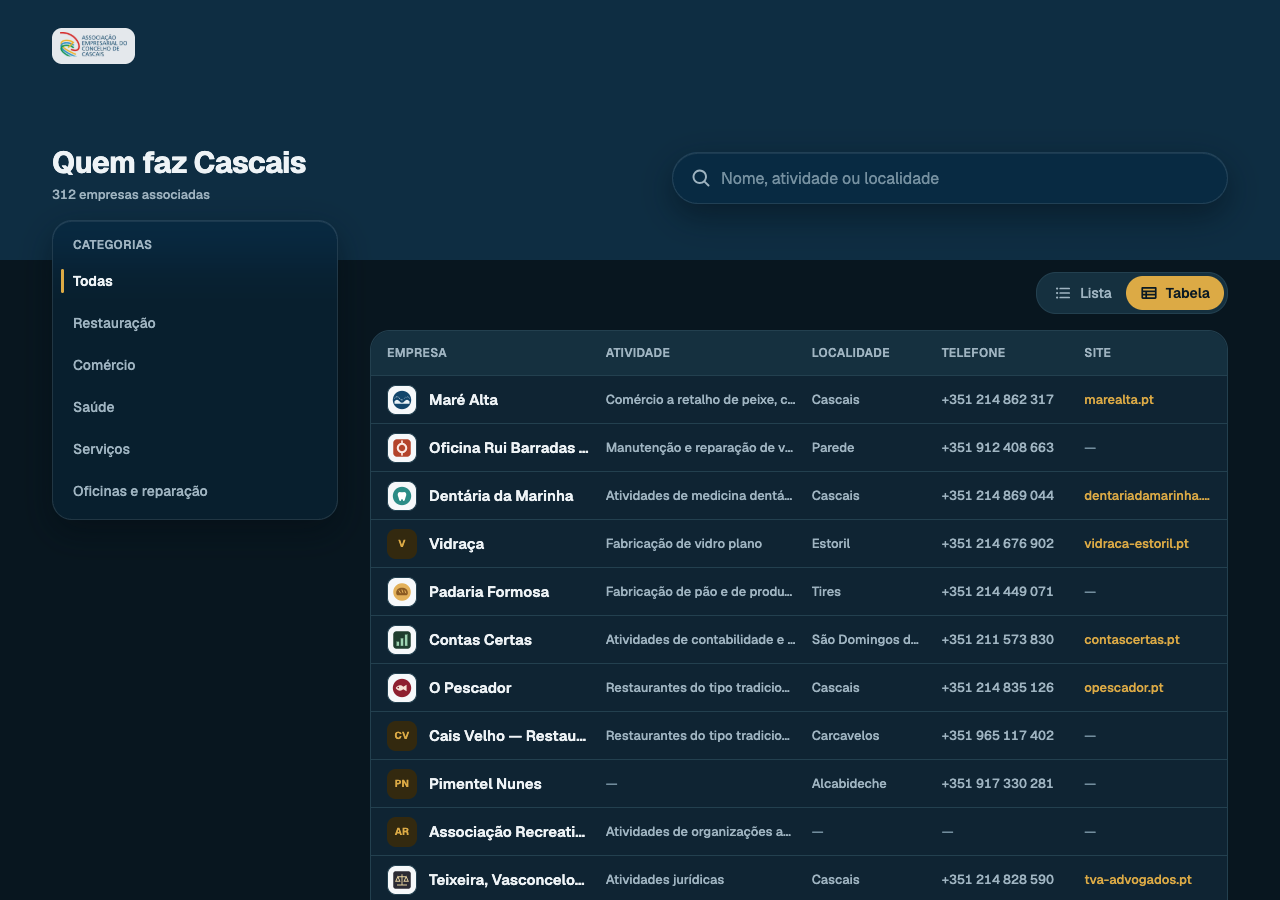 ASSOCIAÇÃO
EMPRESARIAL DO
CONCELHO DE
CASCAIS
Quem faz Cascais
312 empresas associadas
Nome, atividade ou localidade
CATEGORIAS
Todas
Restauração
Comércio
Saúde
Serviços
Oficinas e reparação
Lista
Tabela
EMPRESA ATIVIDADE LOCALIDADE TELEFONE SITE
Maré Alta Comércio a retalho de peixe, c… Cascais +351 214 862 317 marealta.pt
Oficina Rui Barradas … Manutenção e reparação de v… Parede +351 912 408 663 —
Dentária da Marinha Atividades de medicina dentá… Cascais +351 214 869 044 dentariadamarinha.…
V Vidraça Fabricação de vidro plano Estoril +351 214 676 902 vidraca-estoril.pt
Padaria Formosa Fabricação de pão e de produ… Tires +351 214 449 071 —
Contas Certas Atividades de contabilidade e … São Domingos d… +351 211 573 830 contascertas.pt
O Pescador Restaurantes do tipo tradicio… Cascais +351 214 835 126 opescador.pt
CV Cais Velho — Restau… Restaurantes do tipo tradicio… Carcavelos +351 965 117 402 —
PN Pimentel Nunes — Alcabideche +351 917 330 281 —
AR Associação Recreati… Atividades de organizações a… — — —
Teixeira, Vasconcelo… Atividades jurídicas Cascais +351 214 828 590 tva-advogados.pt